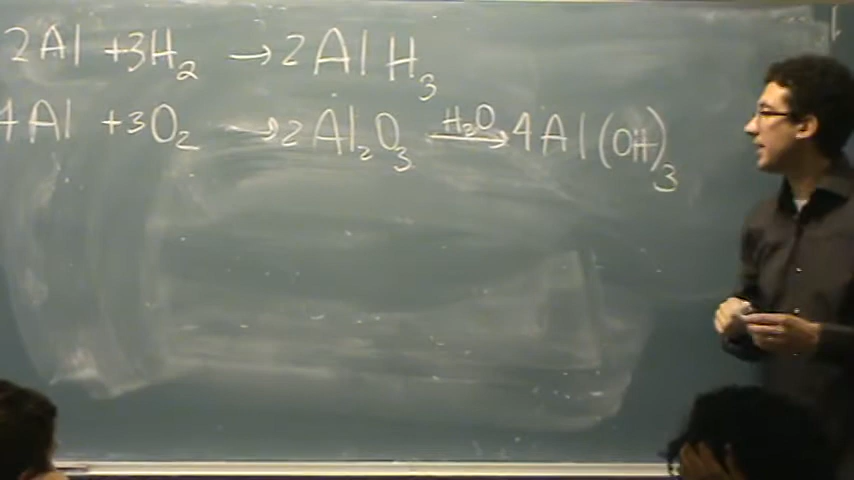 2Al + 3H₂ → 2AlH₃
4Al + 3O₂ → 2Al₂O₃ H₂O → 4Al(OH)₃